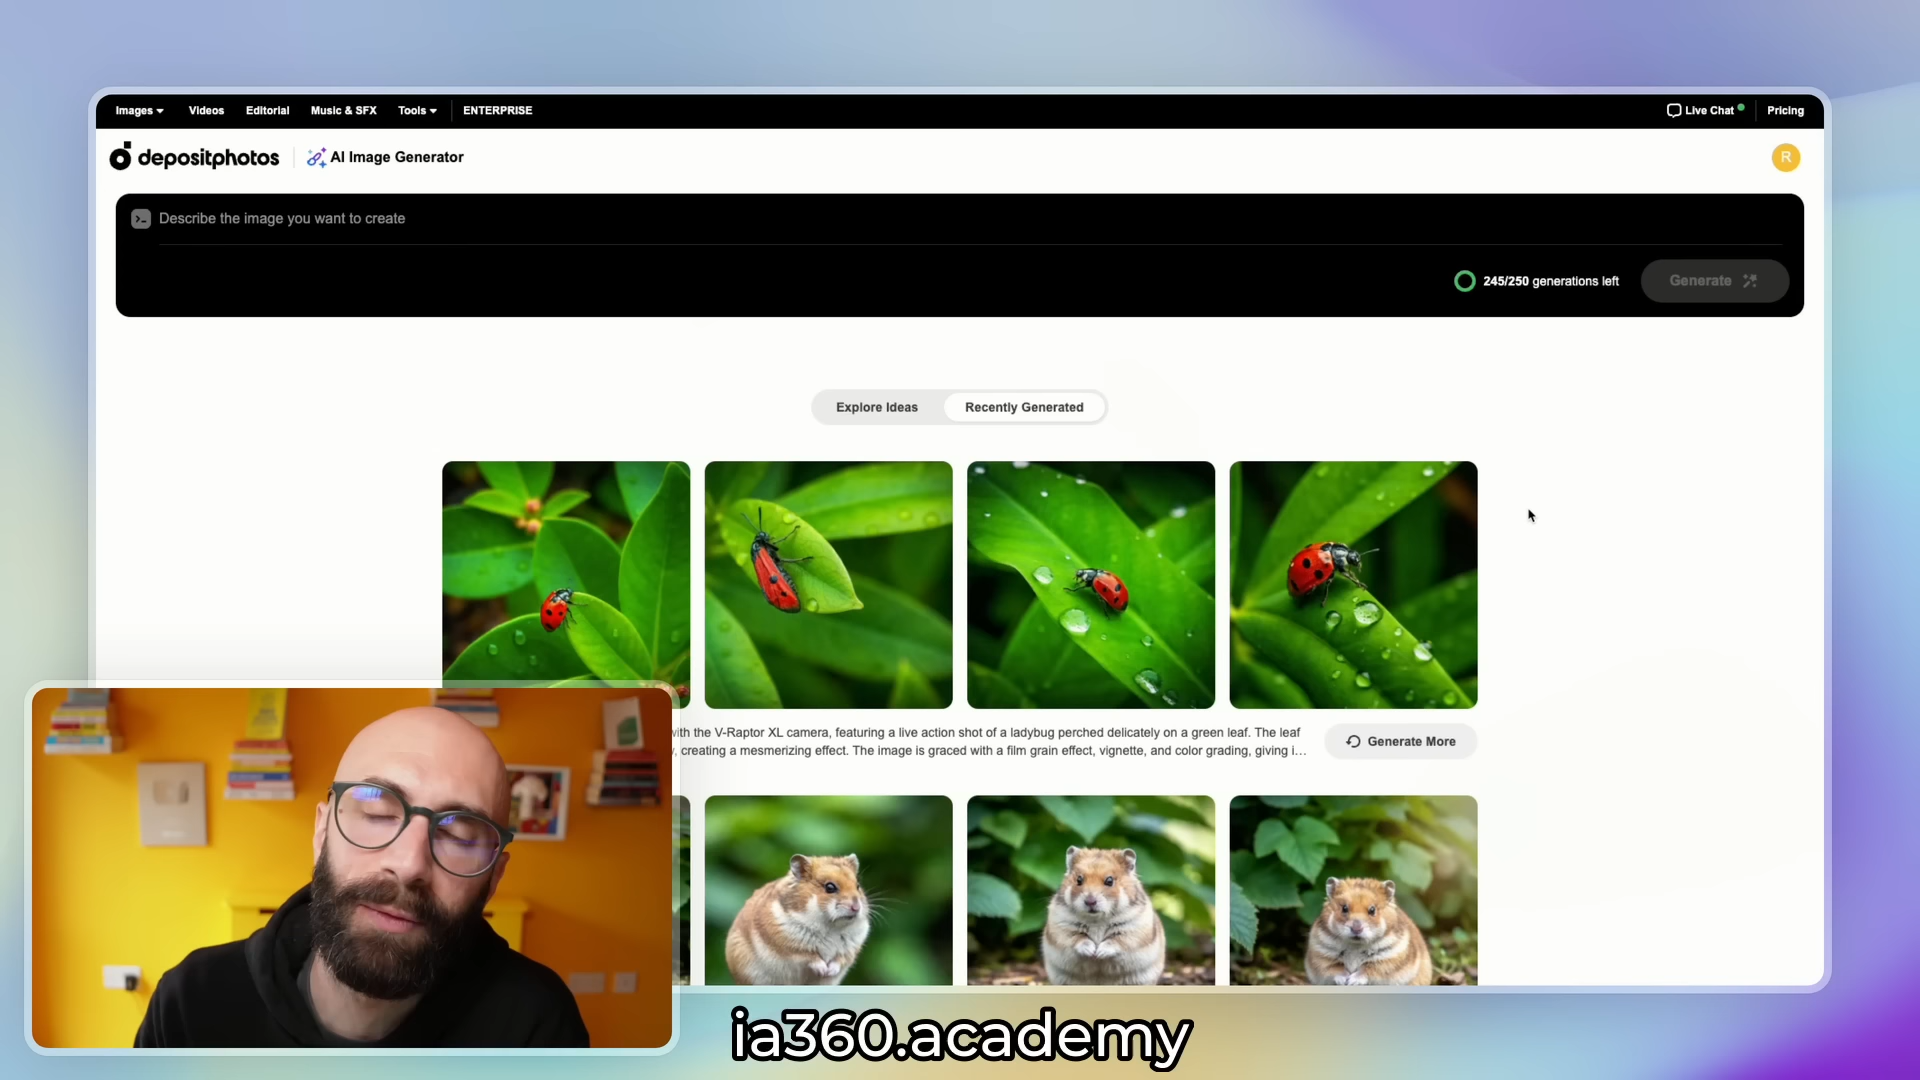 Images
Videos
Editorial
Music & SFX
Tools
ENTERPRISE
Live Chat
Pricing
depositphotos
AI Image Generator
R
Describe the image you want to create
245/250 generations left
Generate
Explore Ideas
Recently Generated
with the V-Raptor XL camera, featuring a live action shot of a ladybug perched delicately on a green leaf. The leaf
, creating a mesmerizing effect. The image is graced with a film grain effect, vignette, and color grading, giving i...
Generate More
ia360.academy